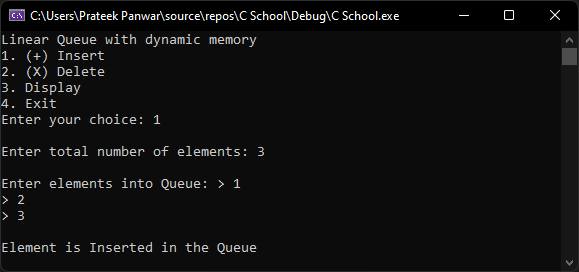 C:\Users\Prateek Panwar\source\repos\C School\Debug\C School.exe
Linear Queue with dynamic memory
1. (+) Insert
2. (X) Delete
3. Display
4. Exit
Enter your choice: 1
Enter total number of elements: 3
Enter elements into Queue: > 1
> 2
> 3
Element is Inserted in the Queue